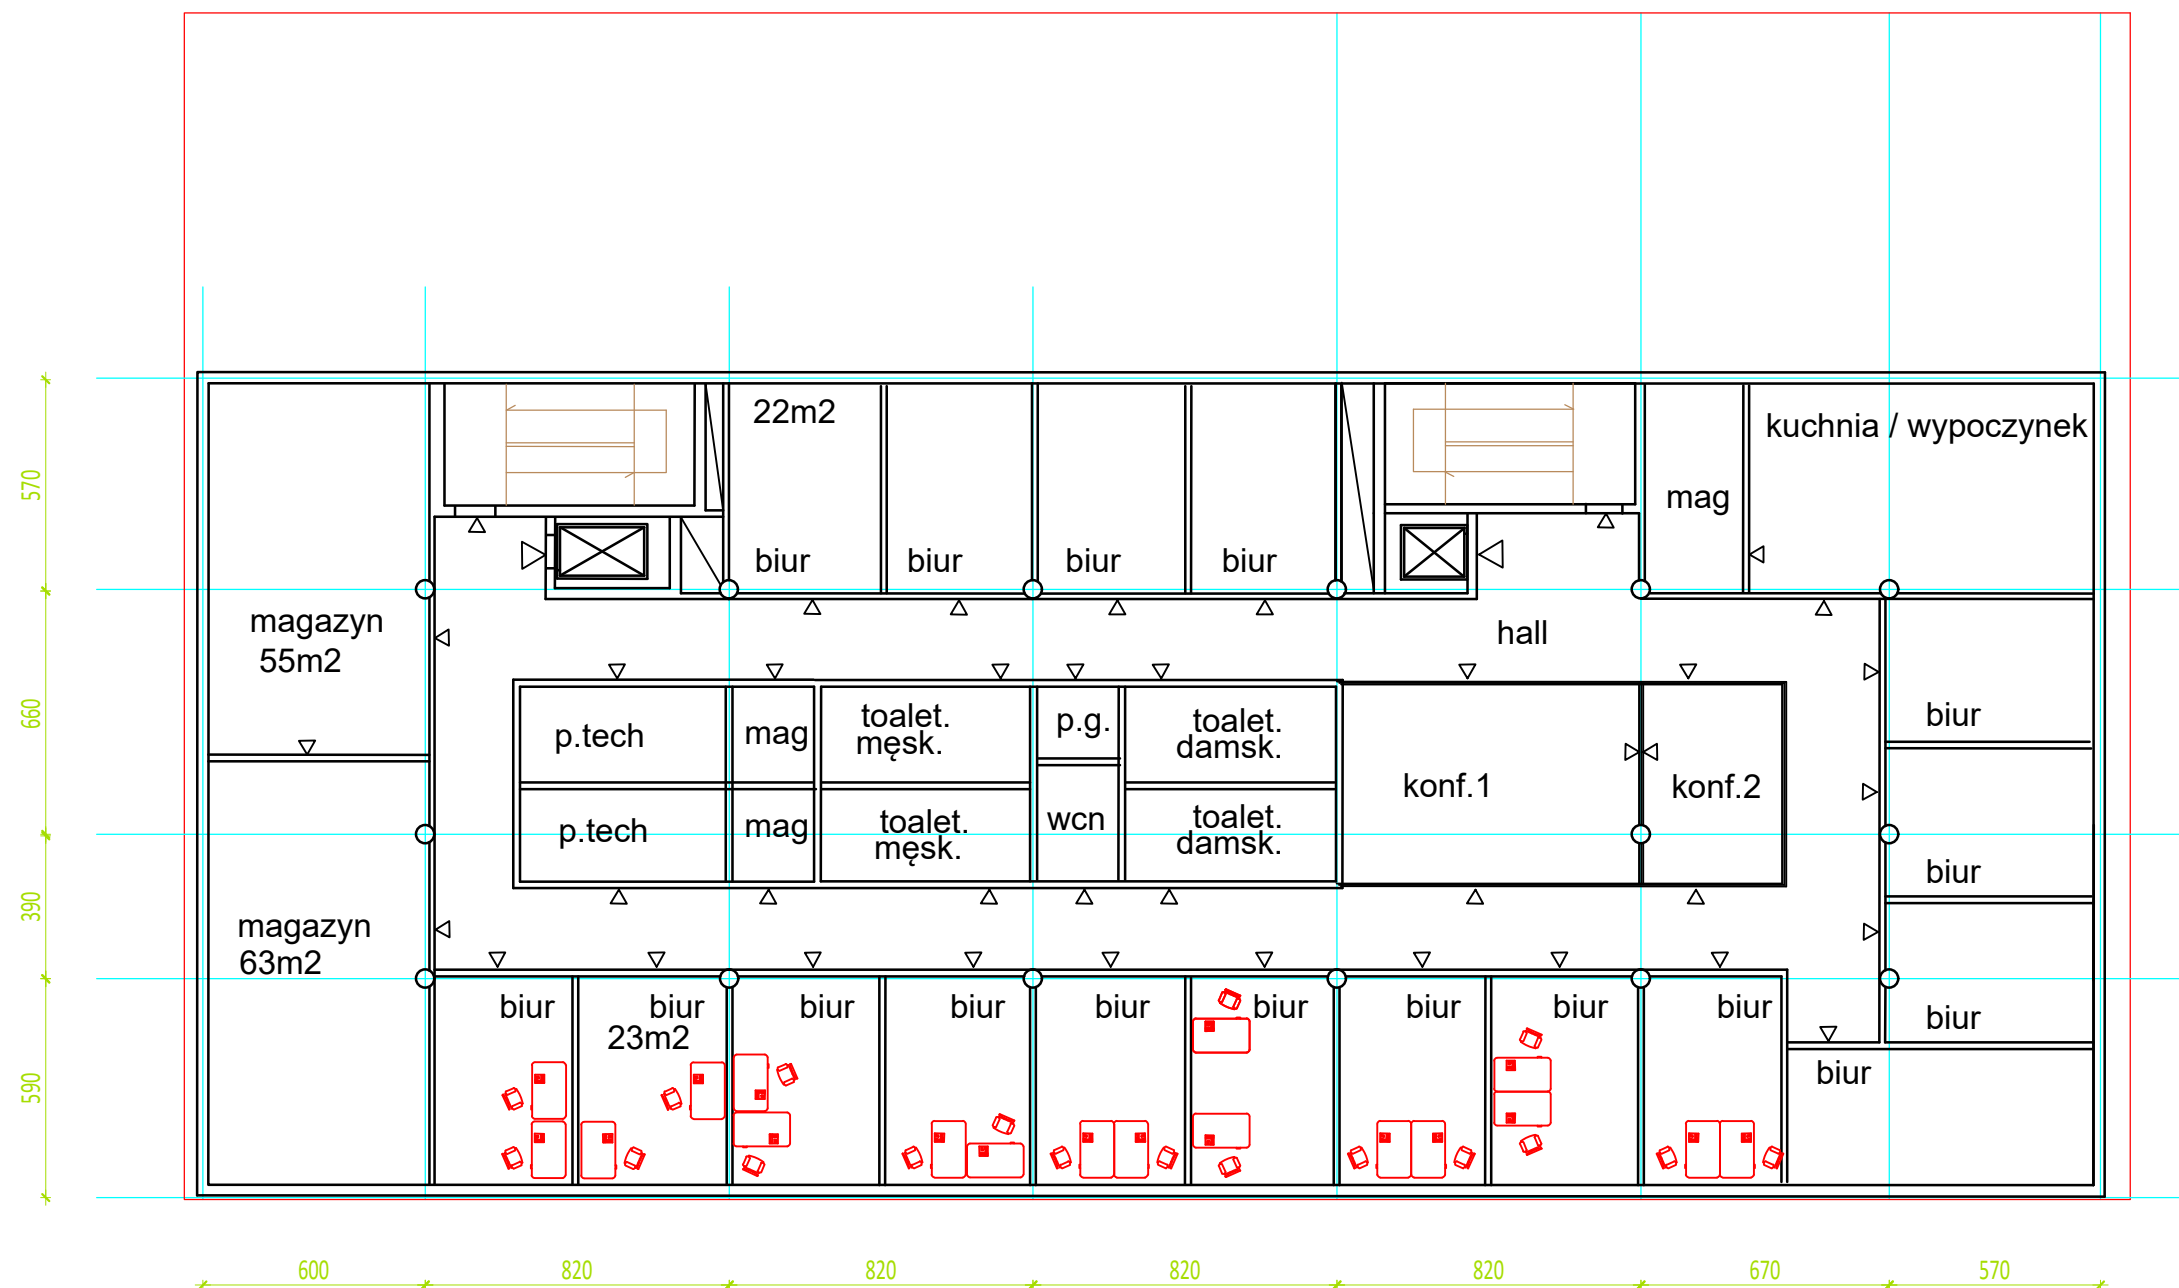 22m2
kuchnia / wypoczynek
570
mag
biur
biur
biur
biur
magazyn
55m2
hall
660
p.tech
mag
toalet.
męsk.
p.g.
toalet.
damsk.
biur
konf.1
konf.2
p.tech
mag
toalet.
męsk.
wcn
toalet.
damsk.
biur
390
magazyn
63m2
biur
biur
23m2
biur
biur
biur
biur
biur
biur
biur
biur
biur
590
600
820
820
820
820
670
570